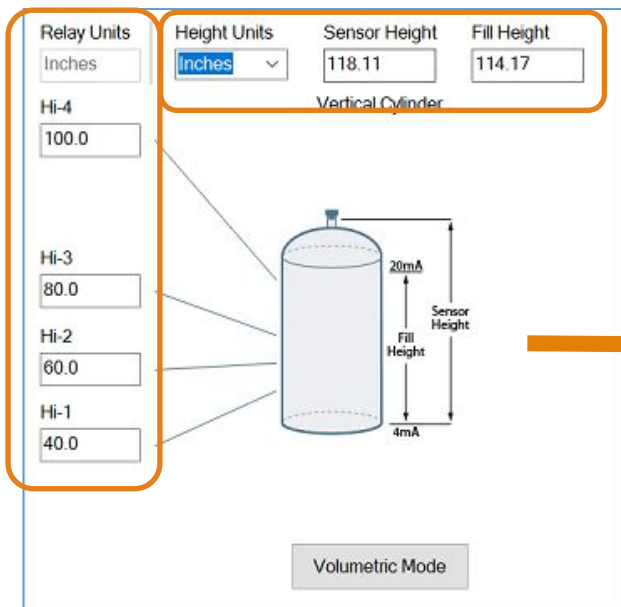 Relay Units Height Units Sensor Height Fill Height
Inches Inches 118.11 114.17
Hi-4 Vertical Cylinder
100.0
Hi-3
80.0
20mA
Sensor
Height
Fill
Height
Hi-2
60.0
Hi-1
40.0
4mA
Volumetric Mode